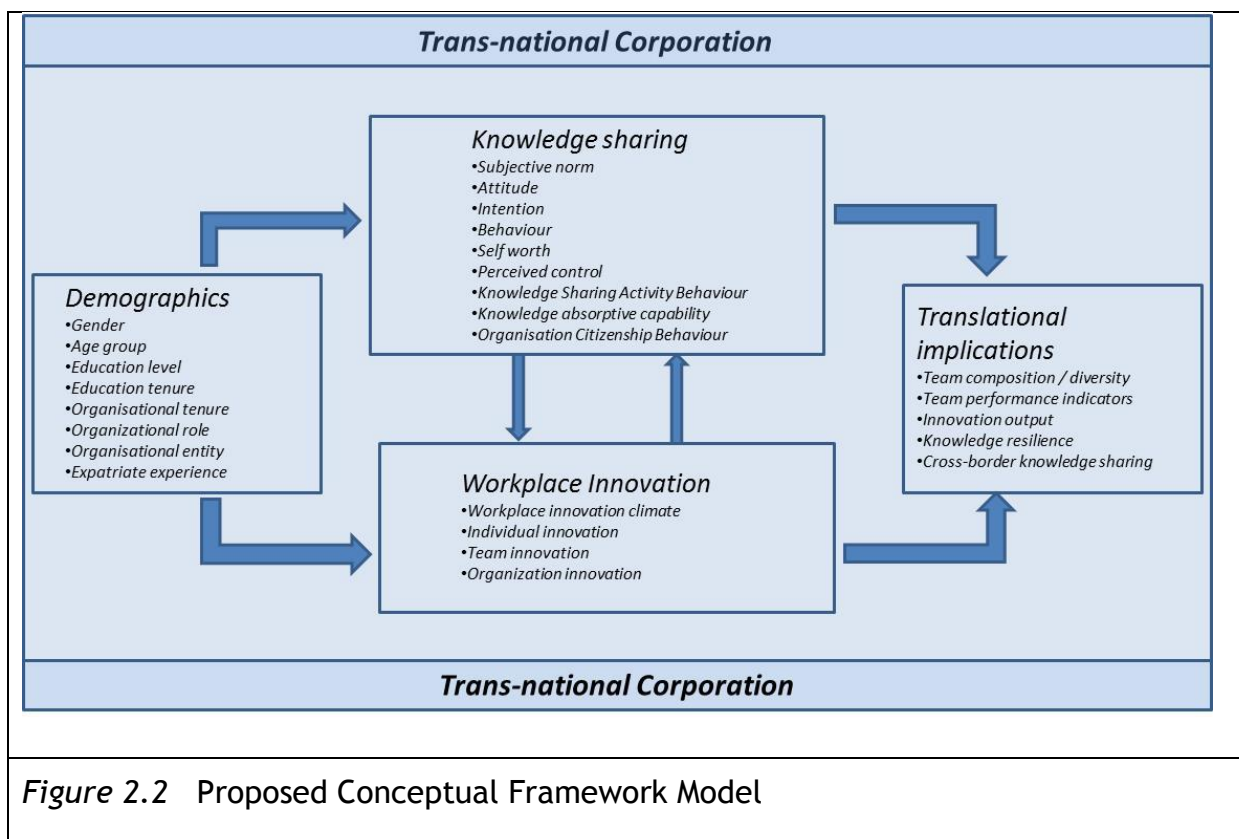 Trans-national Corporation
Knowledge sharing
•Subjective norm
•Attitude
•Intention
•Behaviour
•Self worth
•Perceived control
•Knowledge Sharing Activity Behaviour
•Knowledge absorptive capability
•Organisation Citizenship Behaviour
Demographics
•Gender
•Age group
•Education level
•Education tenure
•Organisational tenure
•Organizational role
•Organisational entity
•Expatriate experience
Translational
implications
•Team composition / diversity
•Team performance indicators
•Innovation output
•Knowledge resilience
•Cross-border knowledge sharing
Workplace Innovation
•Workplace innovation climate
•Individual innovation
•Team innovation
•Organization innovation
Trans-national Corporation
Figure 2.2 Proposed Conceptual Framework Model